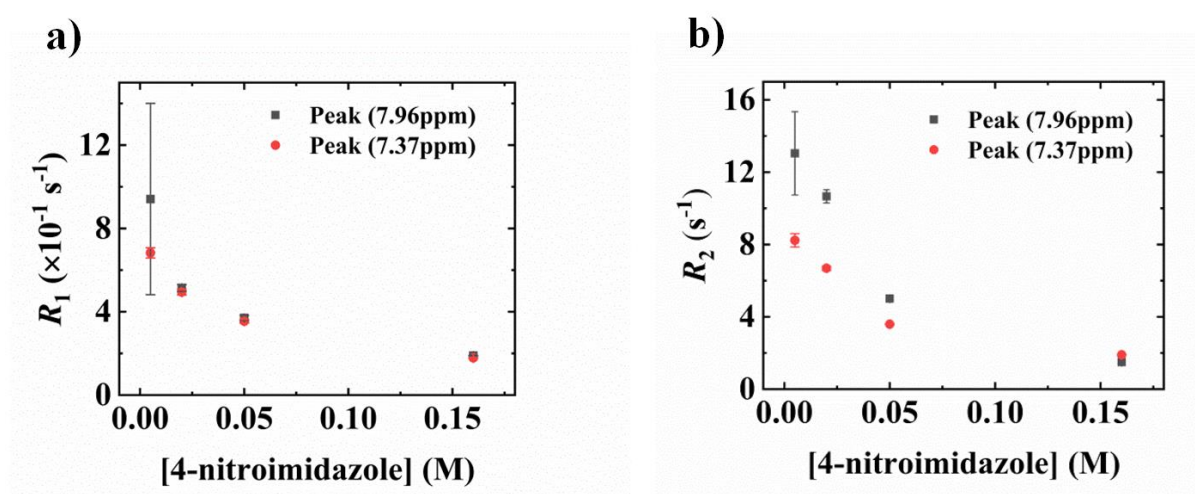 a)
R1 (×10-1 s-1)
12
8
4
0
Peak (7.96ppm)
Peak (7.37ppm)
0.00 0.05 0.10 0.15
[4-nitroimidazole] (M)
b)
R2 (s-1)
16
12
8
4
0
Peak (7.96ppm)
Peak (7.37ppm)
0.00 0.05 0.10 0.15
[4-nitroimidazole] (M)